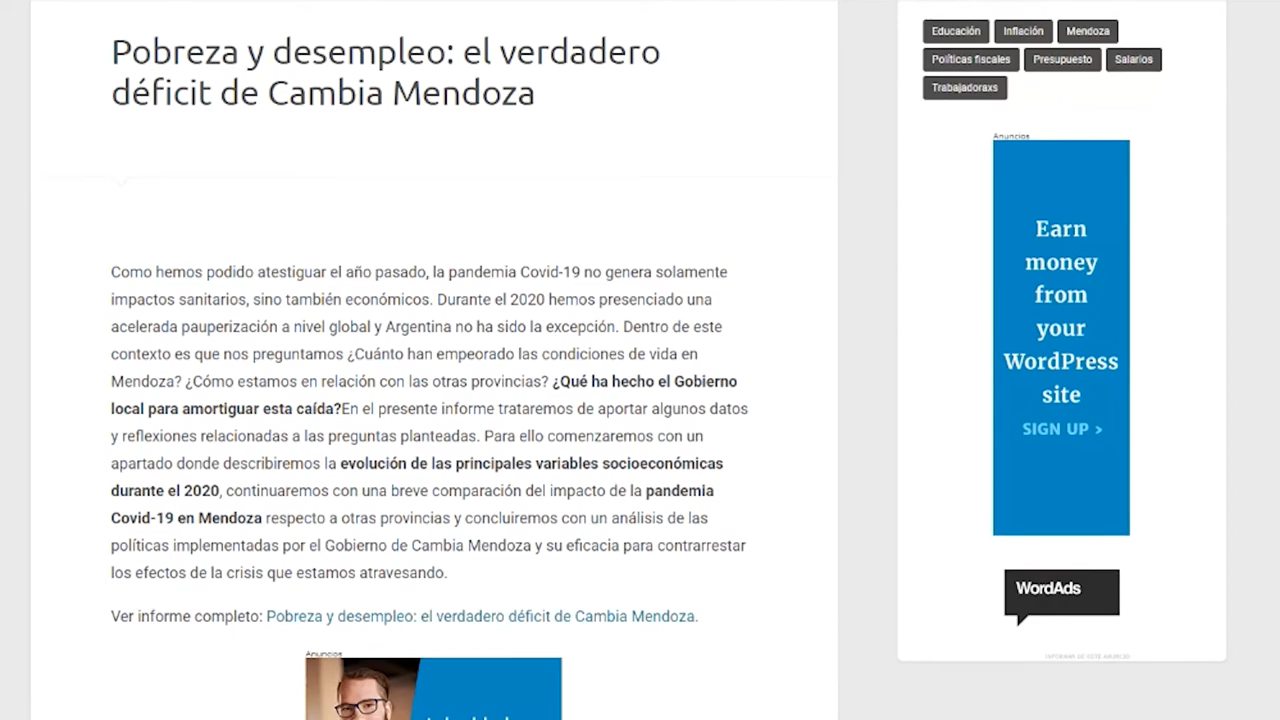 Pobreza y desempleo: el verdadero
déficit de Cambia Mendoza
Como hemos podido atestiguar el año pasado, la pandemia Covid-19 no genera solamente
impactos sanitarios, sino también económicos. Durante el 2020 hemos presenciado una
acelerada pauperización a nivel global y Argentina no ha sido la excepción. Dentro de este
contexto es que nos preguntamos ¿Cuánto han empeorado las condiciones de vida en
Mendoza? ¿Cómo estamos en relación con las otras provincias? ¿Qué ha hecho el Gobierno
local para amortiguar esta caída?En el presente informe trataremos de aportar algunos datos
y reflexiones relacionadas a las preguntas planteadas. Para ello comenzaremos con un
apartado donde describiremos la evolución de las principales variables socioeconómicas
durante el 2020, continuaremos con una breve comparación del impacto de la pandemia
Covid-19 en Mendoza respecto a otras provincias y concluiremos con un análisis de las
políticas implementadas por el Gobierno de Cambia Mendoza y su eficacia para contrarrestar
los efectos de la crisis que estamos atravesando.
Ver informe completo: Pobreza y desempleo: el verdadero déficit de Cambia Mendoza.
Anuncios
Educación Inflación Mendoza
Políticas fiscales Presupuesto Salarios
Trabajadoraxs
Anuncios
Earn
money
from
your
WordPress
site
SIGN UP >
WordAds
INFORMAR DE ESTE ANUNCIO